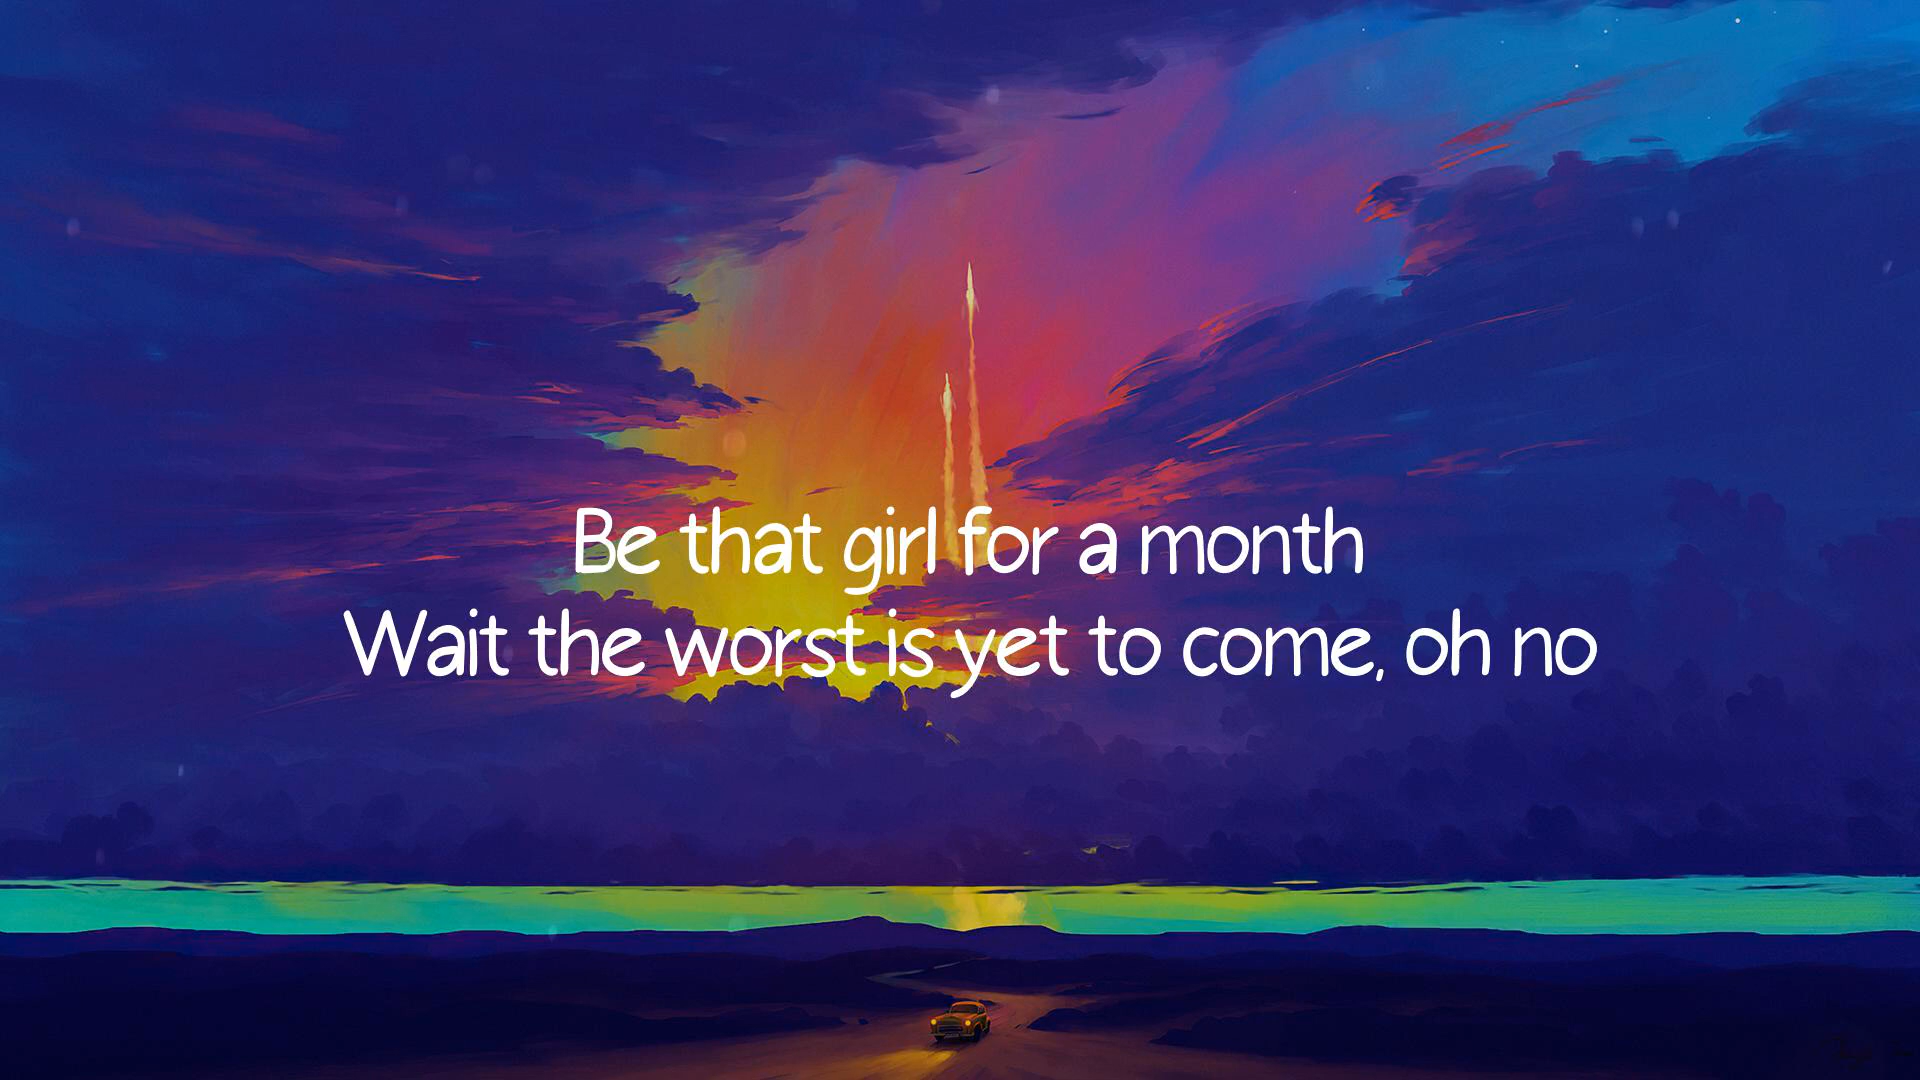 Be that girl for a month
Wait the worst is yet to come, oh no